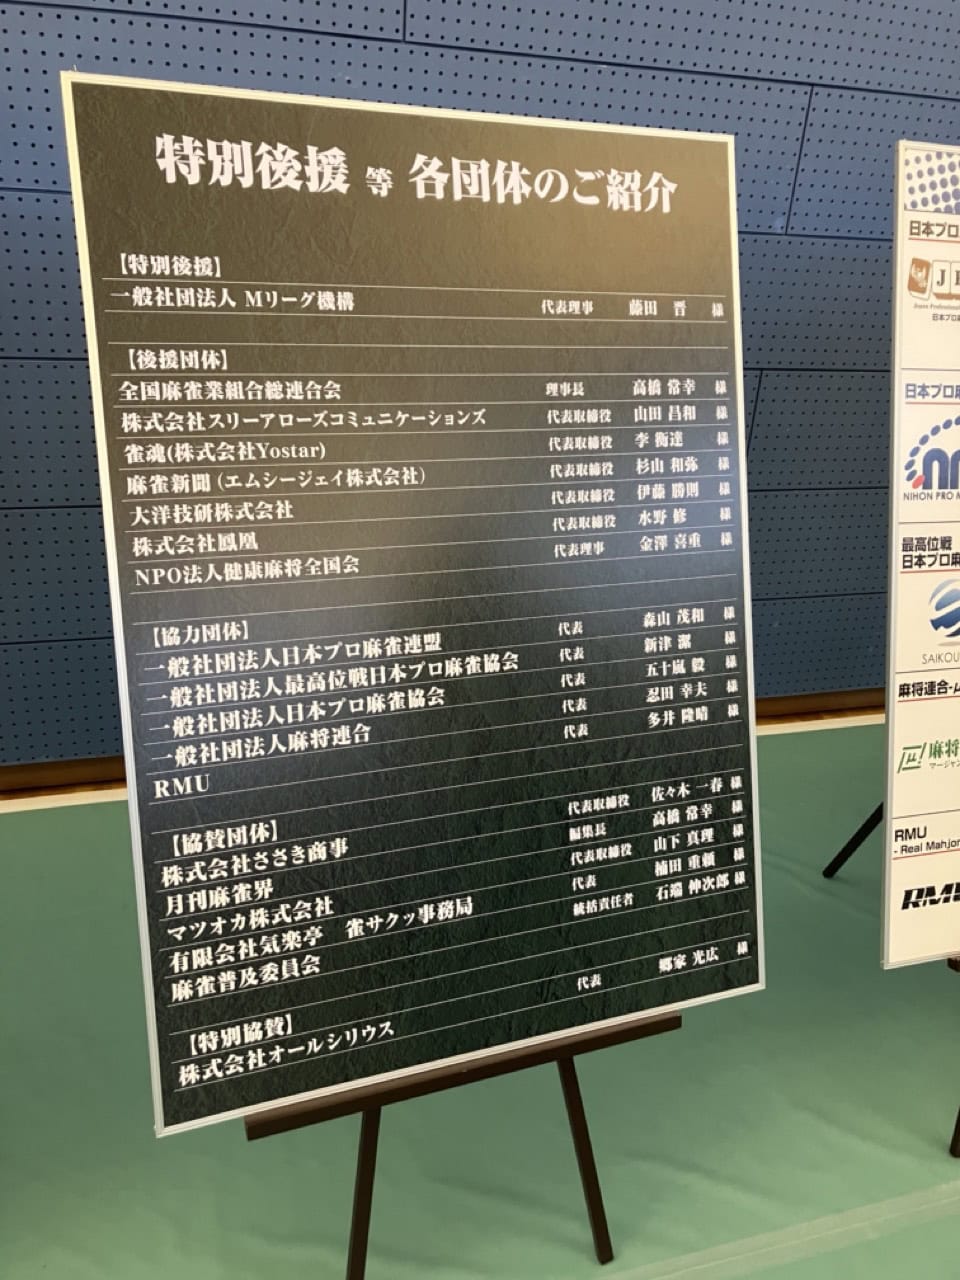 特別後援 等 各団体のご紹介
【特別後援】
一般社団法人 Mリーグ機構 代表理事 藤田 晋 様
【後援団体】
全国麻雀業組合総連合会 理事長 高橋 常幸 様
株式会社スリーアローズコミュニケーションズ 代表取締役 山田 昌和 様
雀魂(株式会社Yostar) 代表取締役 李 衡達 様
麻雀新聞（エムシージェイ株式会社） 代表取締役 杉山 和弥 様
大洋技研株式会社 代表取締役 伊藤 勝則 様
株式会社鳳凰 代表取締役 水野 修 様
NPO法人健康麻将全国会 代表理事 金澤 喜重 様
【協力団体】
一般社団法人日本プロ麻雀連盟 代表 森山 茂和 様
一般社団法人最高位戦日本プロ麻雀協会 代表 新津 潔 様
一般社団法人日本プロ麻雀協会 代表 五十嵐 毅 様
一般社団法人麻将連合 代表 忍田 幸夫 様
RMU 代表 多井 隆晴 様
【協賛団体】
株式会社ささき商事 代表取締役 佐々木 一春 様
月刊麻雀界 編集長 高橋 常幸 様
マツオカ株式会社 代表取締役 山下 真理 様
有限会社気楽亭 雀サクッ事務局 代表 楠田 重頼 様
麻雀普及委員会 統括責任者 石端 伸次郎 様
【特別協賛】
株式会社オールシリウス 代表 郷家 光広 様
日本プロ
日本プロ麻
NIHON PRO M
最高位戦
日本プロ麻
SAIKOU
麻将連合-μ
麻将
マージャン
RMU
- Real Mahjon
RMU